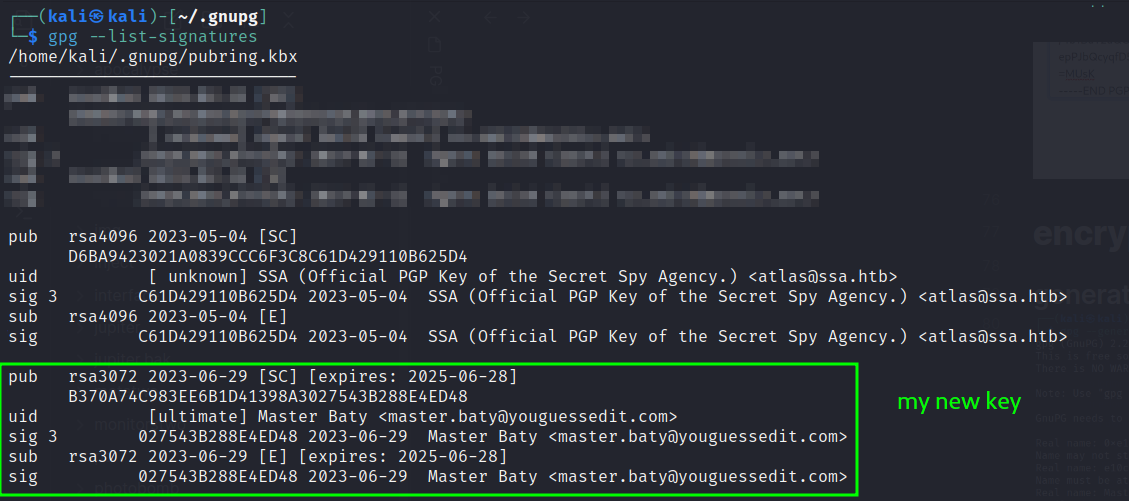 ┌──(kali㉿kali)-[~/.gnupg]
└─$ gpg --list-signatures
/home/kali/.gnupg/pubring.kbx
-----------------------------
pub   rsa4096 2023-05-04 [SC]
      D6BA9423021A0839CCC6F3C8C61D429110B625D4
uid           [ unknown] SSA (Official PGP Key of the Secret Spy Agency.) <atlas@ssa.htb>
sig 3        C61D429110B625D4 2023-05-04  SSA (Official PGP Key of the Secret Spy Agency.) <atlas@ssa.htb>
sub   rsa4096 2023-05-04 [E]
sig          C61D429110B625D4 2023-05-04  SSA (Official PGP Key of the Secret Spy Agency.) <atlas@ssa.htb>
pub   rsa3072 2023-06-29 [SC] [expires: 2025-06-28]
      B370A74C983EE6B1D41398A3027543B288E4ED48
uid           [ultimate] Master Baty <master.baty@youguessedit.com>
my new key
sig 3        027543B288E4ED48 2023-06-29  Master Baty <master.baty@youguessedit.com>
sub   rsa3072 2023-06-29 [E] [expires: 2025-06-28]
sig          027543B288E4ED48 2023-06-29  Master Baty <master.baty@youguessedit.com>
encry
generat